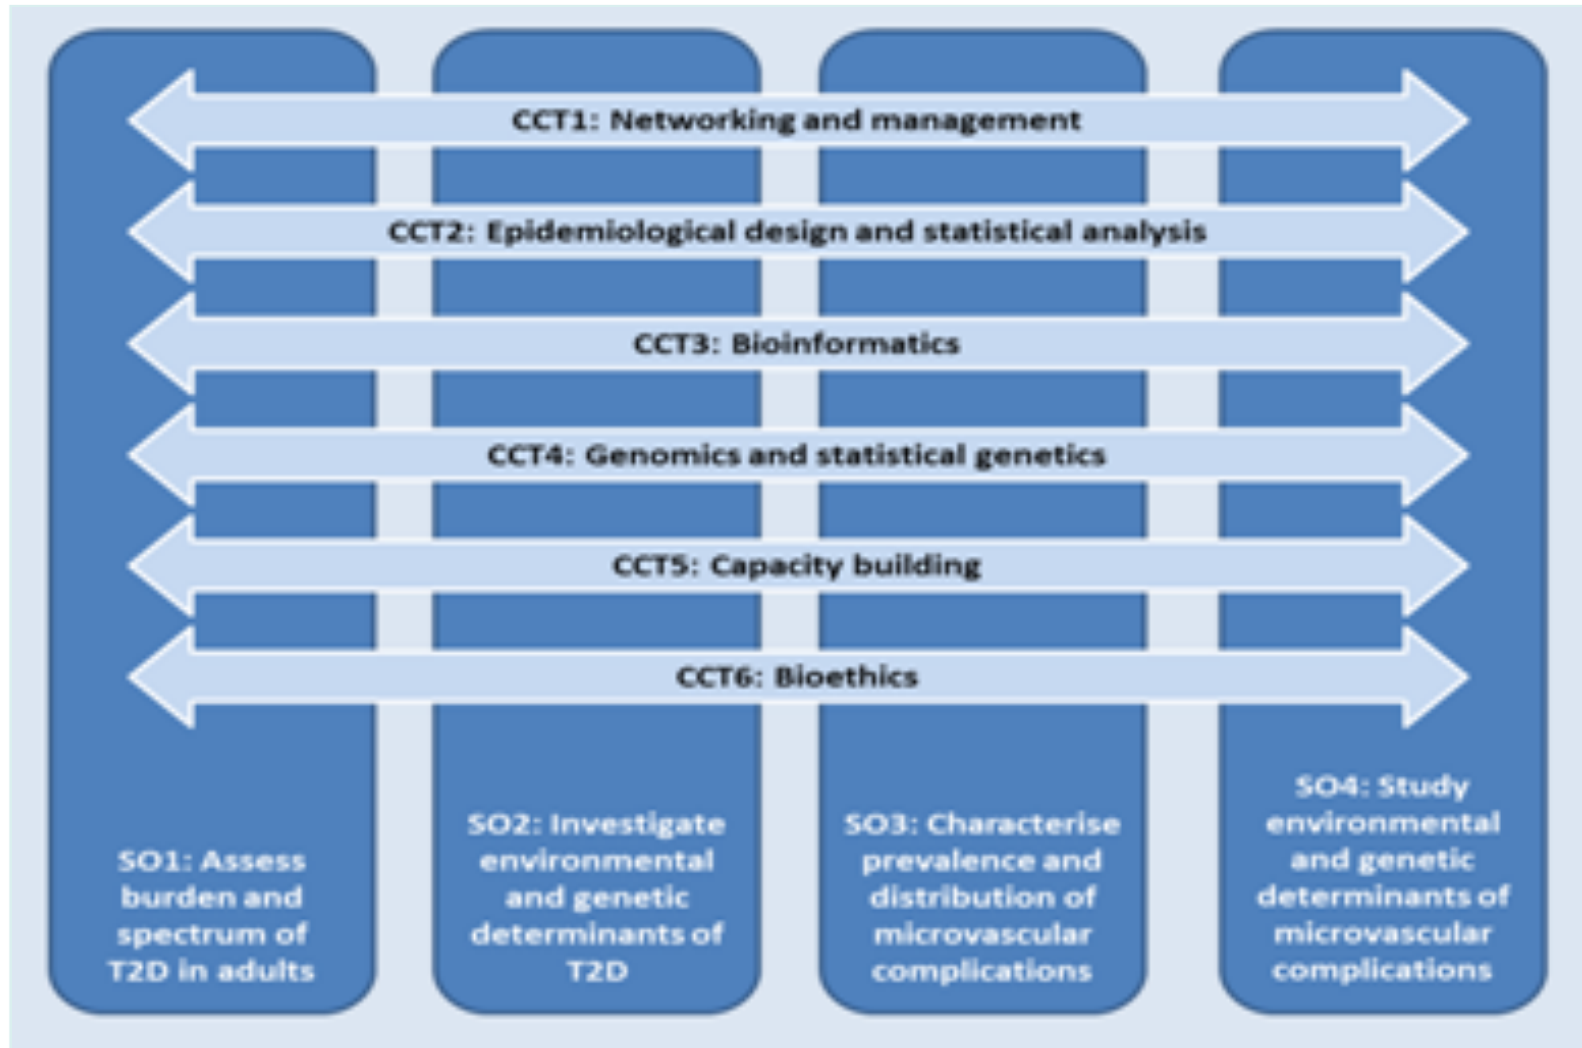 CCT1: Networking and management
CCT2: Epidemiological design and statistical analysis
CCT3: Bioinformatics
CCT4: Genomics and statistical genetics
CCT5: Capacity building
CCT6: Bioethics
SO1: Assess
burden and
spectrum of
T2D in adults
SO2: Investigate
environmental
and genetic
determinants of
T2D
SO3: Characterise
prevalence and
distribution of
microvascular
complications
SO4: Study
environmental
and genetic
determinants of
microvascular
complications